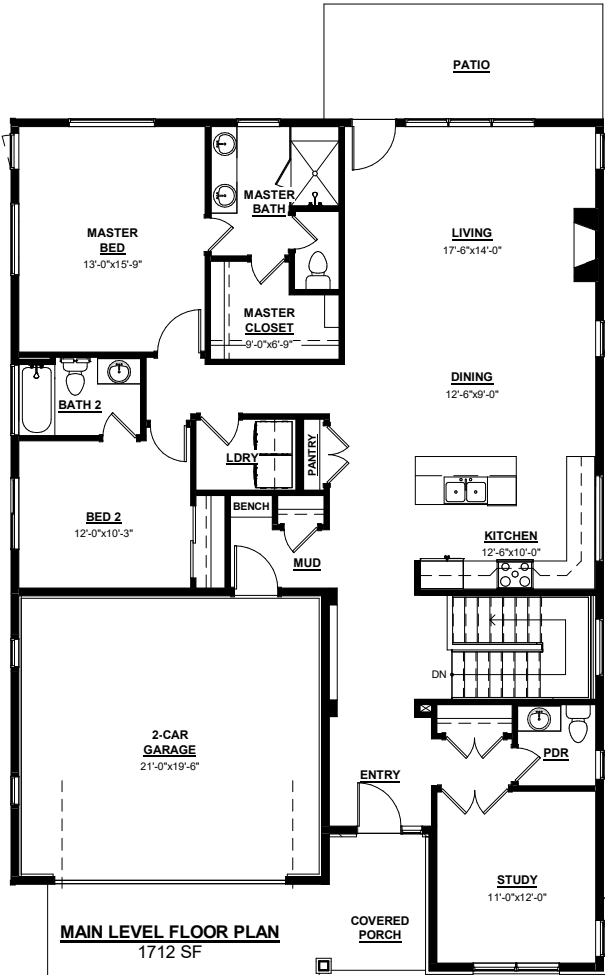 PATIO
MASTER
BATH
MASTER
BED
13'-0"x15'-9"
LIVING
17'-6"x14'-0"
MASTER
CLOSET
9'-0"x6'-9"
DINING
12'-6"x9'-0"
BATH 2
LDRY
PANTRY
BED 2
12'-0"x10'-3"
BENCH
MUD
KITCHEN
12'-6"x10'-0"
DN
2-CAR
GARAGE
21'-0"x19'-6"
PDR
ENTRY
STUDY
11'-0"x12'-0"
COVERED
PORCH
MAIN LEVEL FLOOR PLAN
1712 SF